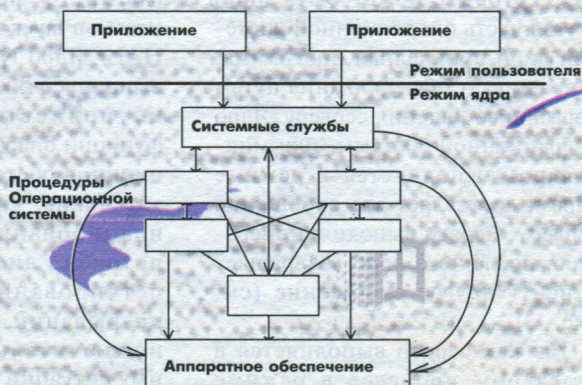 Приложение
Приложение
Режим пользователя
Режим ядра
Системные службы
Процедуры
Операционной
системы
Аппаратное обеспечение